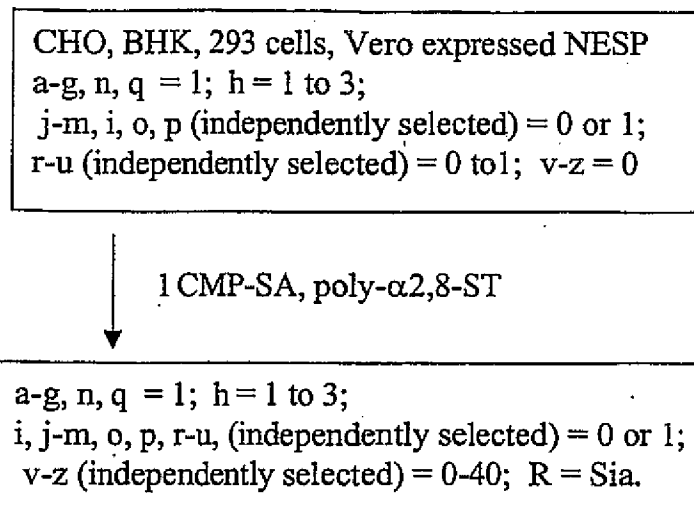 CHO, BHK, 293 cells, Vero expressed NESP
a-g, n, q = 1; h = 1 to 3;
j-m, i, o, p (independently selected) = 0 or 1;
r-u (independently selected) = 0 to1; v-z = 0
1 CMP-SA, poly-α2,8-ST
a-g, n, q = 1; h = 1 to 3;
i, j-m, o, p, r-u, (independently selected) = 0 or 1;
v-z (independently selected) = 0-40; R = Sia.